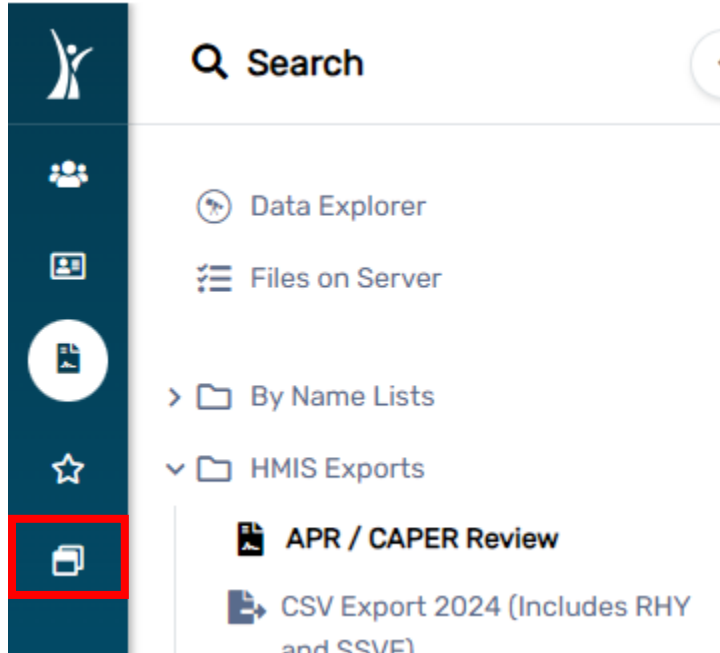 Search
Data Explorer
Files on Server
By Name Lists
HMIS Exports
APR / CAPER Review
CSV Export 2024 (Includes RHY
and SSVF)